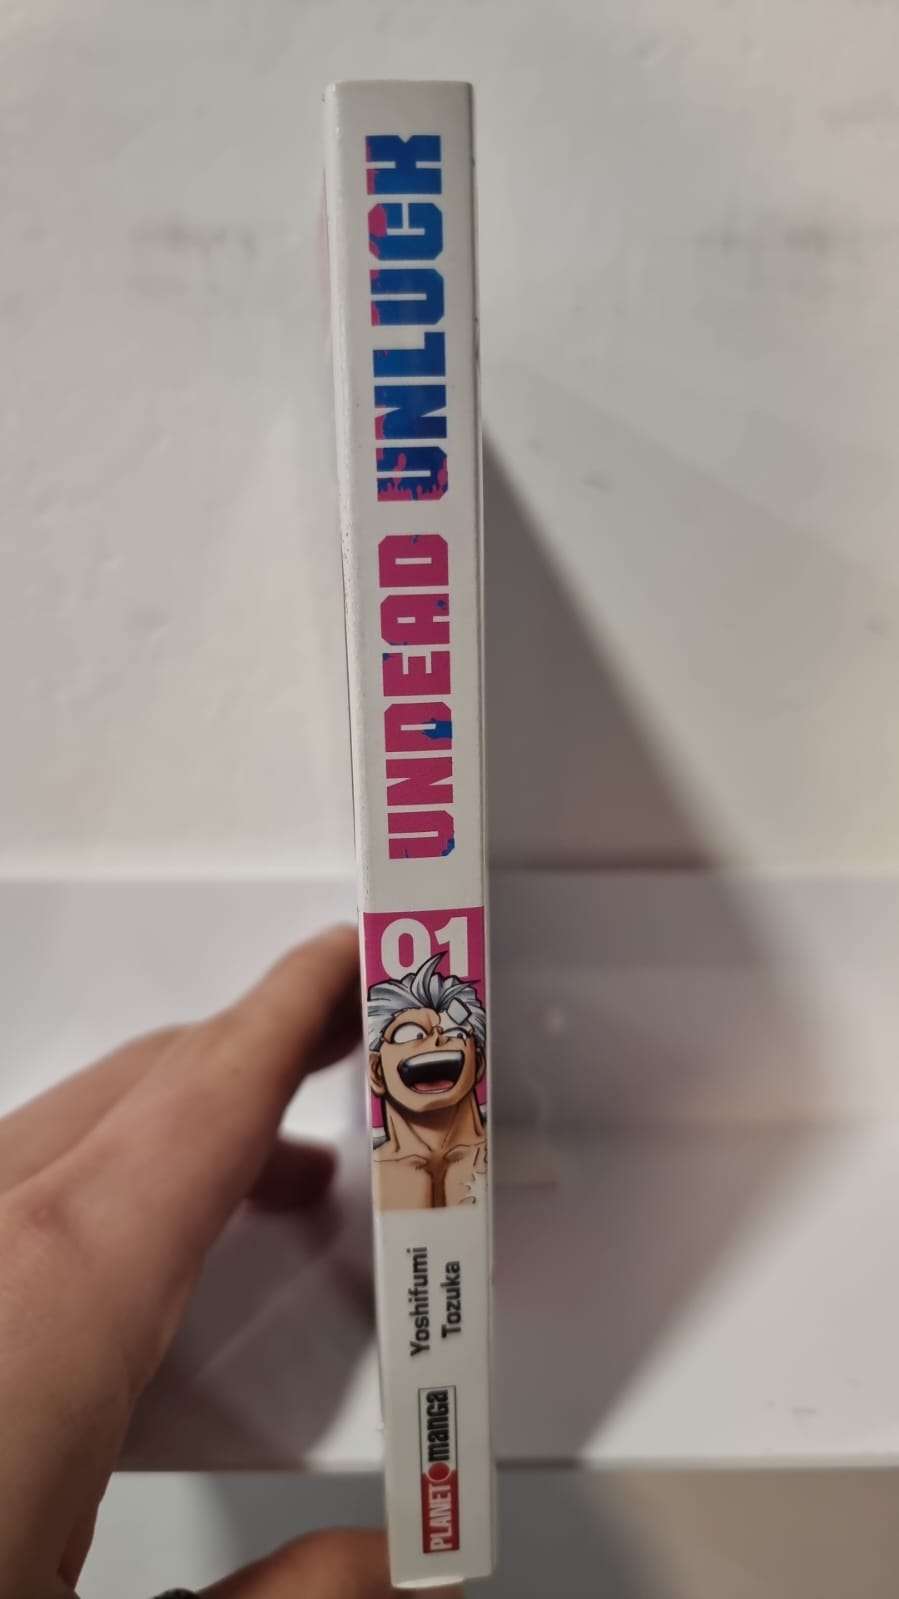 UNDEAD UNLUCK
01
Yoshifumi
Tozuka
PLANET manga